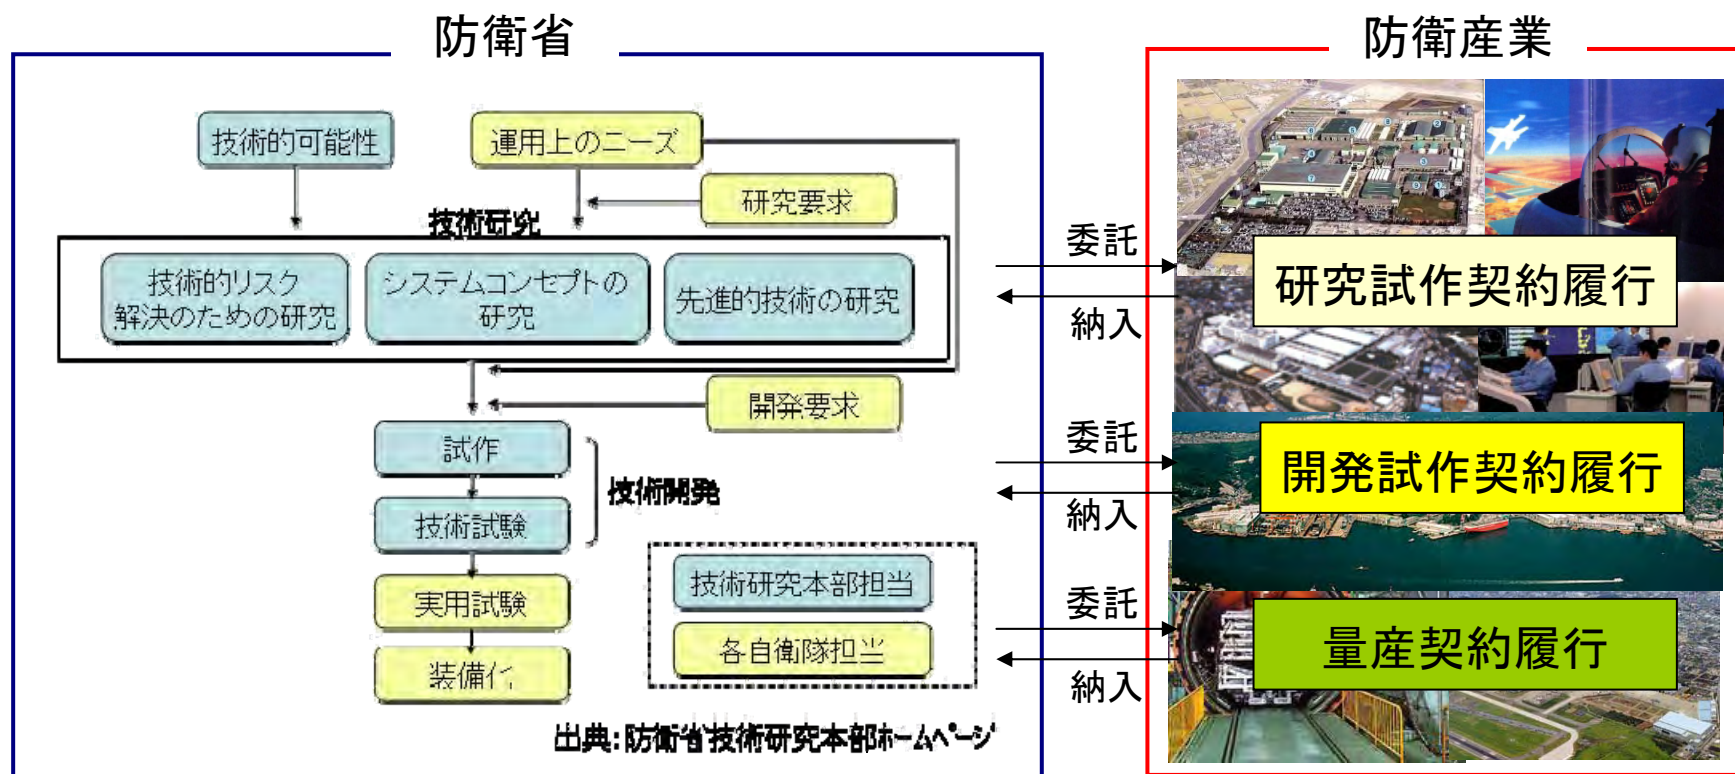 防衛省
防衛産業
技術的可能性
運用上のニーズ
研究要求
技術研究
技術的リスク
解決のための研究
システムコンセプトの
研究
先進的技術の研究
開発要求
試作
技術試験
技術開発
実用試験
装備化
技術研究本部担当
各自衛隊担当
出典:防衛省技術研究本部ホームページ
委託
納入
研究試作契約履行
委託
納入
開発試作契約履行
委託
納入
量産契約履行